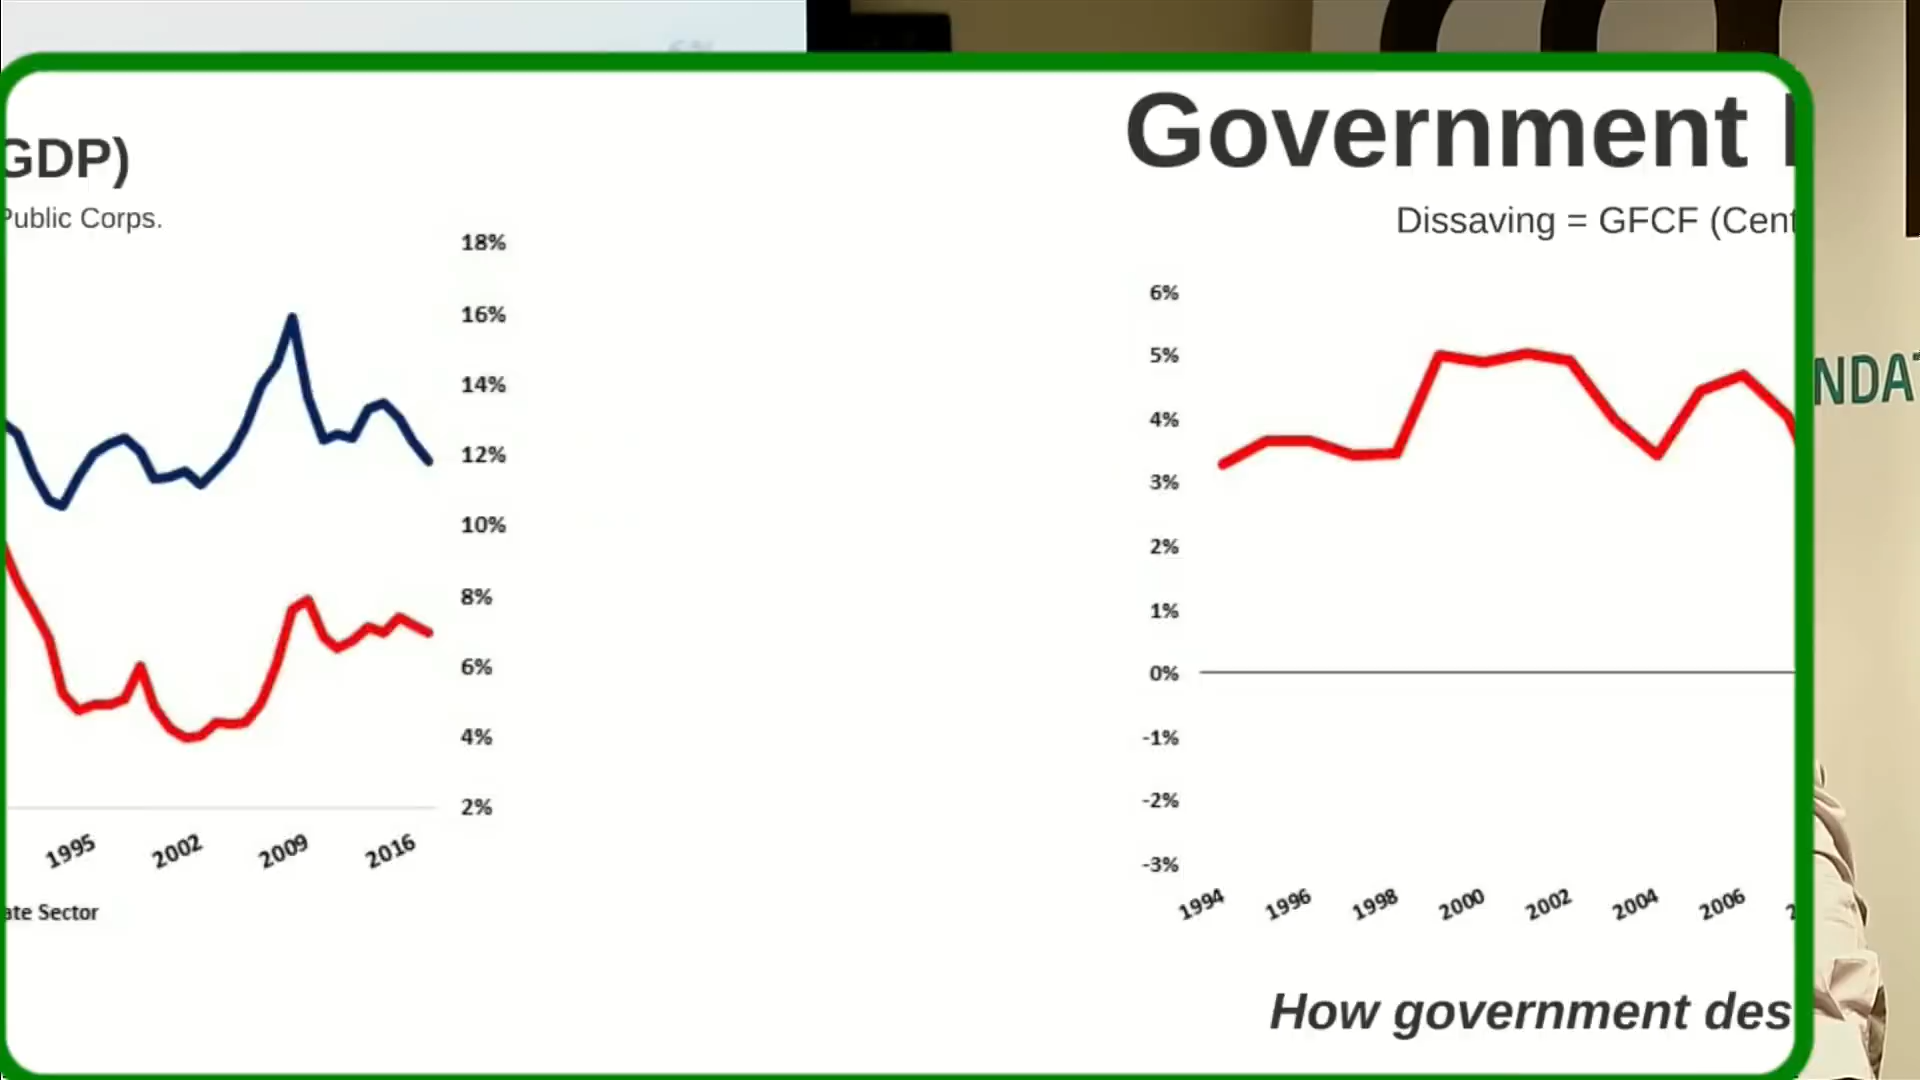 GDP)
Public Corps.
18%
16%
14%
12%
10%
8%
6%
4%
2%
1995 2002 2009 2016
ate Sector
Government
Dissaving = GFCF (Cent
6%
5%
4%
3%
2%
1%
0%
-1%
-2%
-3%
1994 1996 1998 2000 2002 2004 2006
How government des
NDAT